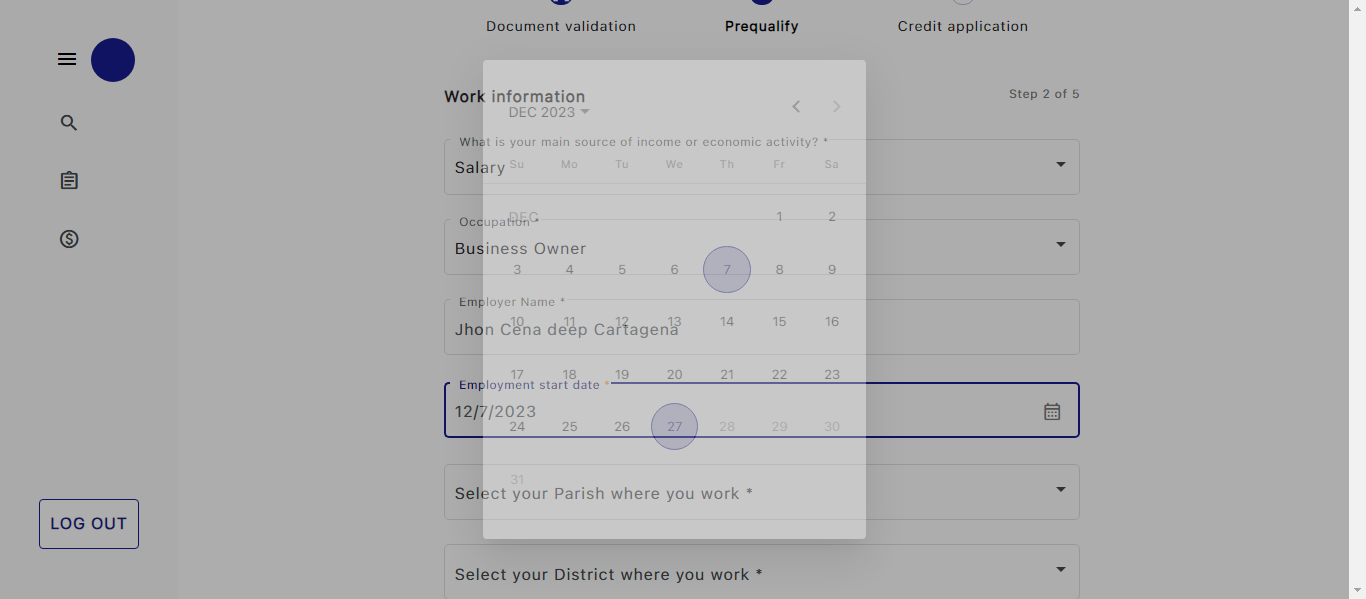 Document validation
Prequalify
Credit application
Work information
Step 2 of 5
DEC 2023
What is your main source of income or economic activity? *
Salary
Su Mo Tu We Th Fr Sa
DEC 1 2
Occupation *
Business Owner
3 4 5 6 7 8 9
Employer Name *
10 11 12 13 14 15 16
Jhon Cena deep Cartagena
17 18 19 20 21 22 23
Employment start date *
12/7/2023
24 25 26 27 28 29 30
31
Select your Parish where you work *
LOG OUT
Select your District where you work *